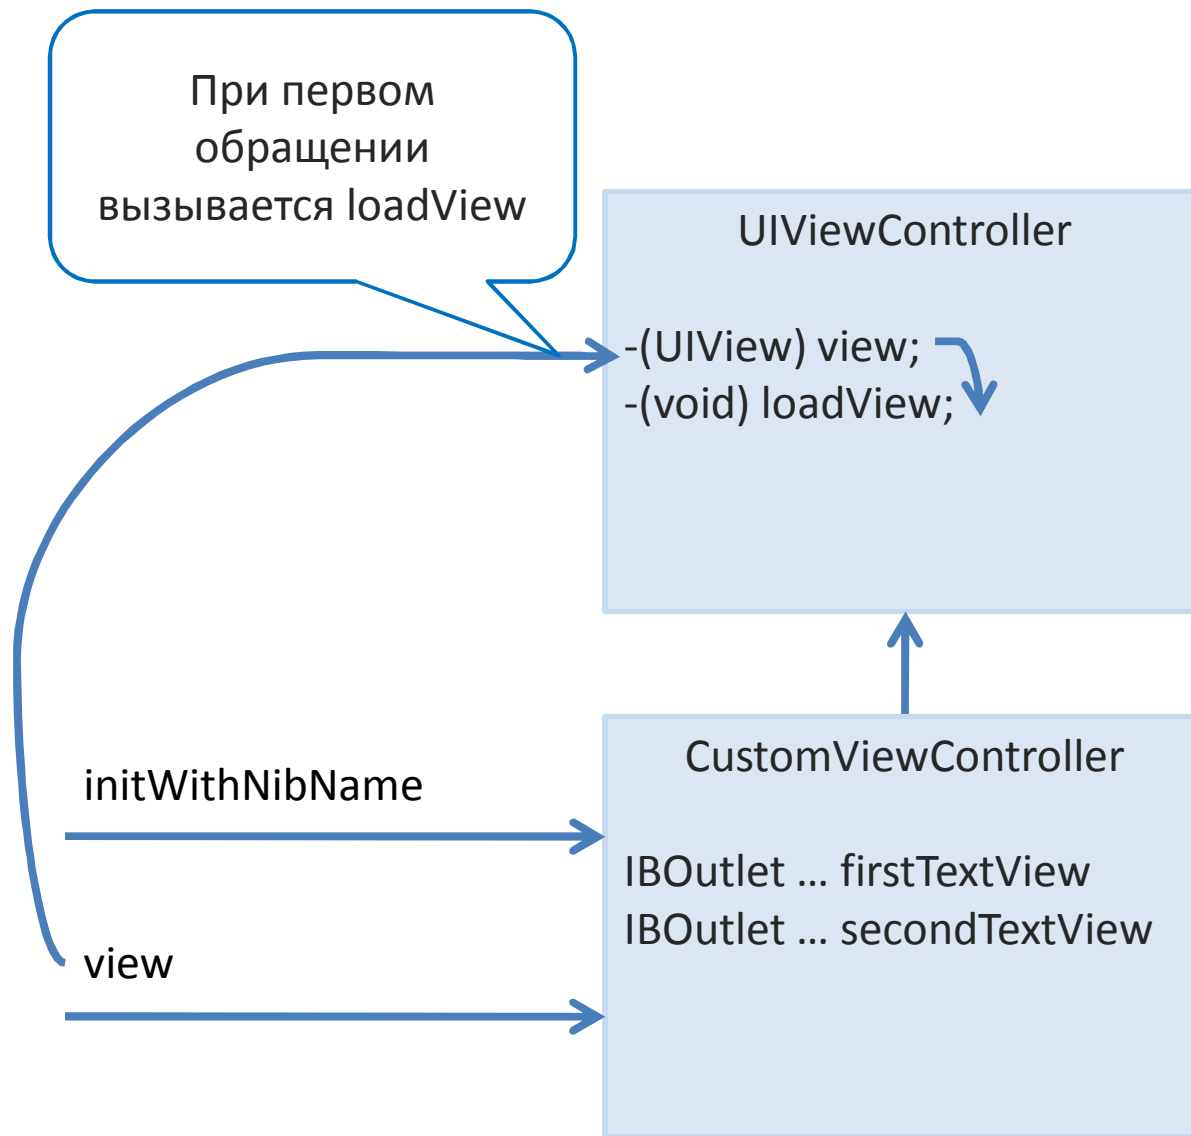 При первом
обращении
вызывается loadView
UIViewController
-(UIView) view;
-(void) loadView;
CustomViewController
initWithNibName
IBOutlet … firstTextView
IBOutlet … secondTextView
view